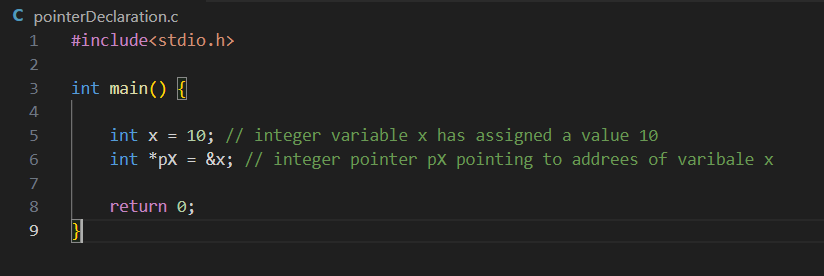 C pointerDeclaration.c
1 #include<stdio.h>
2
3 int main() {
4
5 int x = 10; // integer variable x has assigned a value 10
6 int *pX = &x; // integer pointer pX pointing to addrees of varibale x
7
8 return 0;
9 }